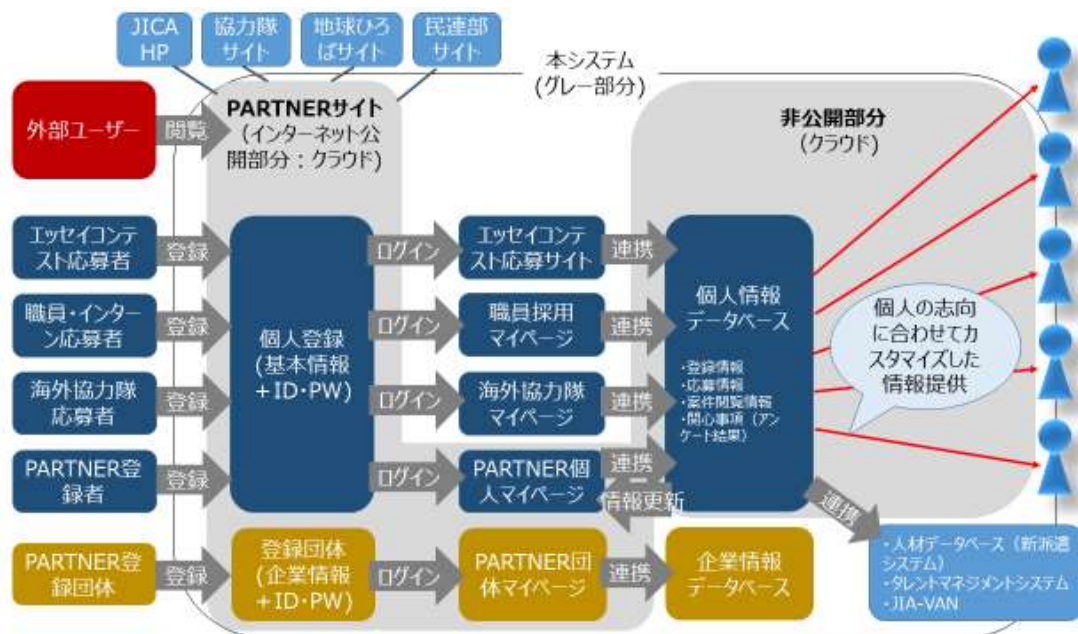 JICA
HP
協力隊
サイト
地球ひろ
ばサイト
民連部
サイト
本システム
(グレー部分)
外部ユーザー
閲覧
PARTNERサイト
(インターネット公
開部分:クラウド)
非公開部分
(クラウド)
エッセイコンテ
スト応募者
登録
個人登録
(基本情報
+ID・PW)
ログイン
エッセイコンテ
スト応募サイト
連携
個人情報
データベース
・登録情報
・応募情報
・案件閲覧情報
・関心事項(アン
ケート結果)
職員・インター
ン応募者
登録
ログイン
職員採用
マイページ
連携
個人の志向
に合わせてカ
スタマイズした
情報提供
海外協力隊
応募者
登録
ログイン
海外協力隊
マイページ
連携
PARTNER登
録者
登録
ログイン
PARTNER個
人マイページ
連携
情報更新
連携
PARTNER登
録団体
登録
登録団体
(企業情報
+ID・PW)
ログイン
PARTNER団
体マイページ
連携
企業情報
データベース
・人材データベース(新派遣
システム)
・タレントマネジメントシステム
・JIA-VAN